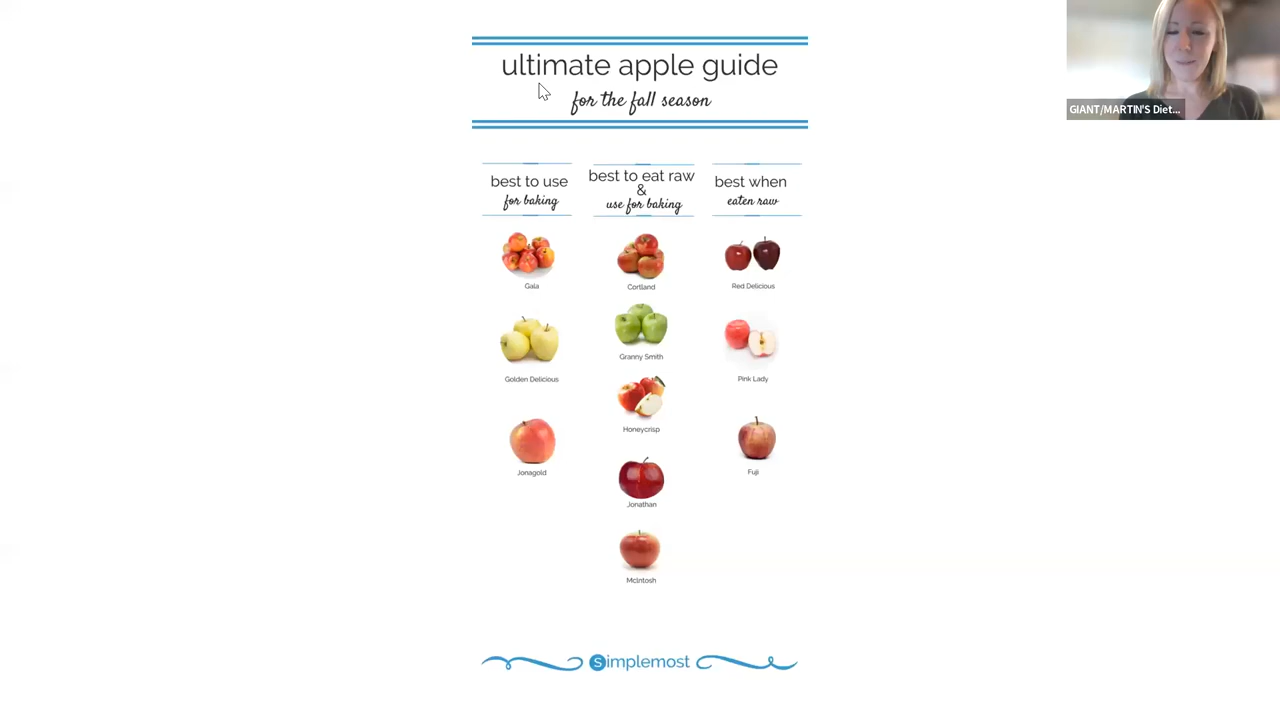 ultimate apple guide
for the fall season
best to use
for baking
best to eat raw
&
use for baking
best when
eaten raw
Gala
Golden Delicious
Jonagold
Cortland
Granny Smith
Honeycrisp
Jonathan
McIntosh
Red Delicious
Pink Lady
Fuji
simplemost
GIANT/MARTIN'S Diet...